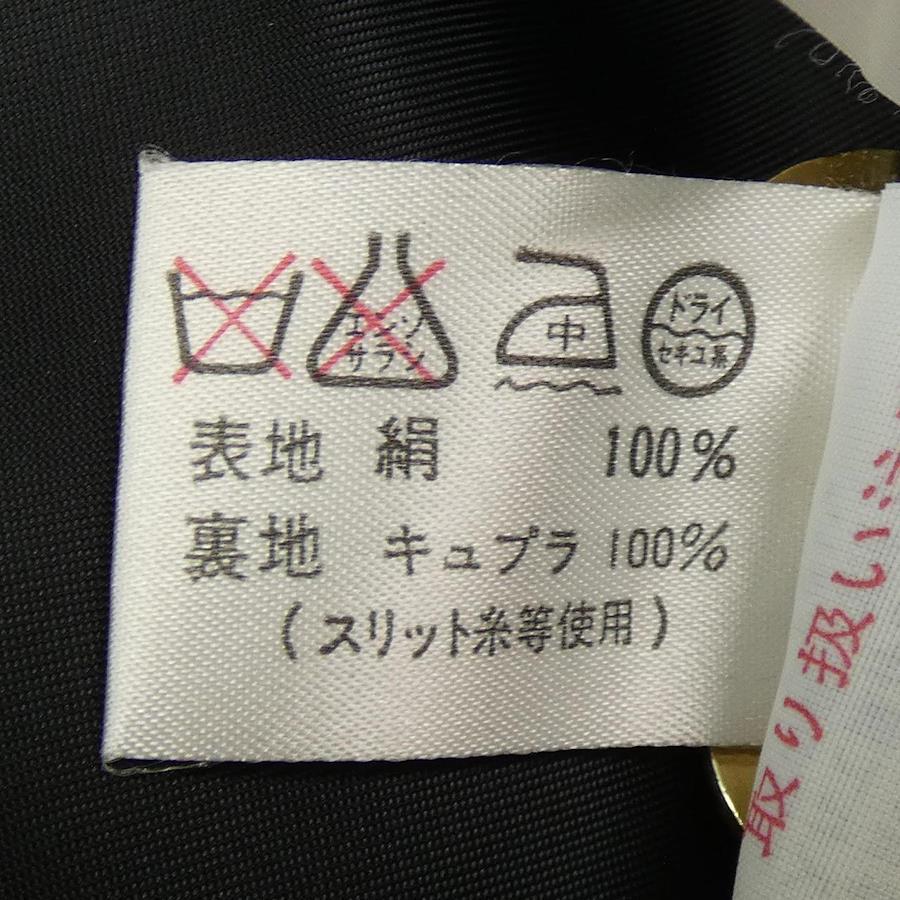 エンソ
サラシ
中
ドライ
セキユ系
表地 絹 100%
裏地 キュプラ 100%
(スリット糸等使用)
取り扱い注